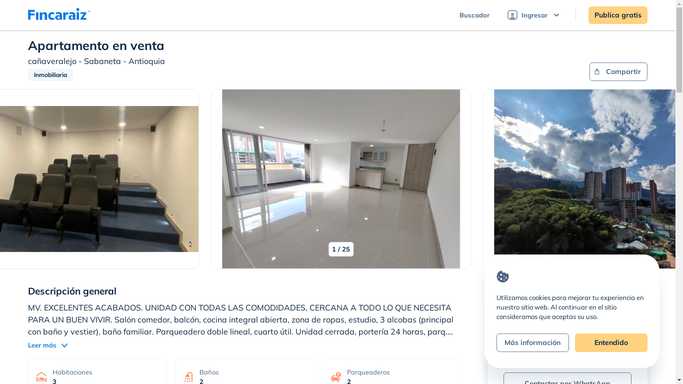 Fincaraiz
Buscador
Ingresar
Publica gratis
Apartamento en venta
cañaveralejo - Sabaneta - Antioquia
Inmobiliaria
Compartir
1 / 25
Descripción general
MV. EXCELENTES ACABADOS. UNIDAD CON TODAS LAS COMODIDADES, CERCANA A TODO LO QUE NECESITA
PARA UN BUEN VIVIR. Salón comedor, balcón, cocina integral abierta, zona de ropas, estudio, 3 alcobas (principal
con baño y vestier), baño familiar. Parqueadero doble lineal, cuarto útil. Unidad cerrada, portería 24 horas, parq...
Leer más
Habitaciones
3
Baños
2
Parqueaderos
2
Utilizamos cookies para mejorar tu experiencia en
nuestro sitio web. Al continuar en el sitio
consideramos que aceptas su uso.
Más información
Entendido
Contactar por WhatsApp